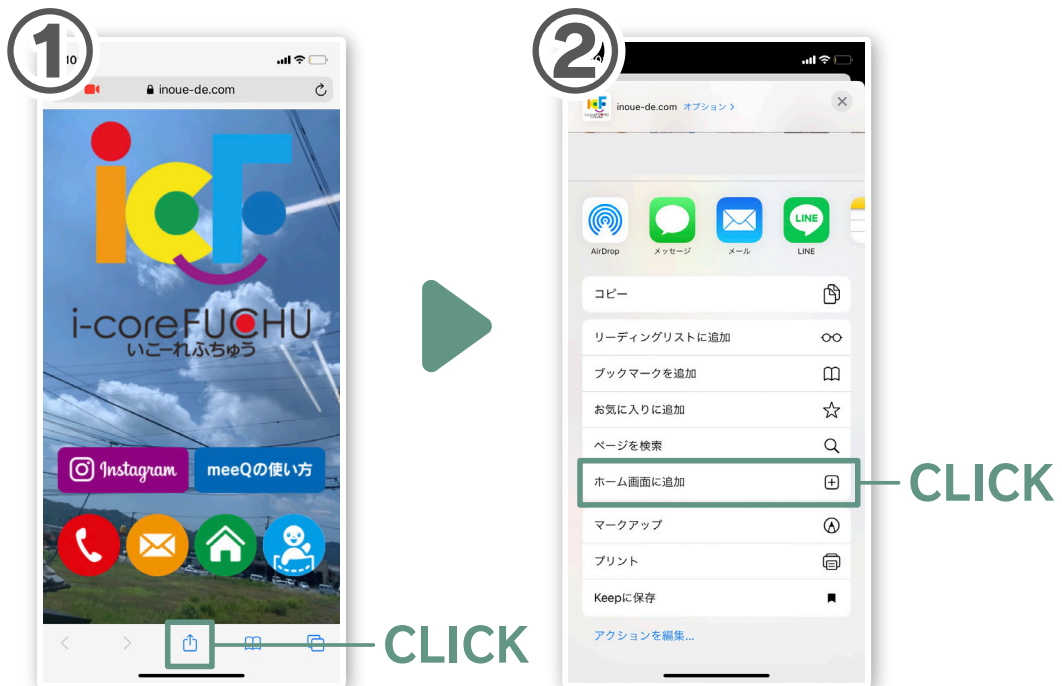 ①
10
inoue-de.com
i-coreFUCHU
いこーれふちゅう
Instagram
meeQの使い方
CLICK
②
icF
inoue-de.com オプション >
AirDrop
メッセージ
メール
LINE
LINE
コピー
リーディングリストに追加
ブックマークを追加
お気に入りに追加
ページを検索
ホーム画面に追加
CLICK
マークアップ
プリント
Keepに保存
アクションを編集...